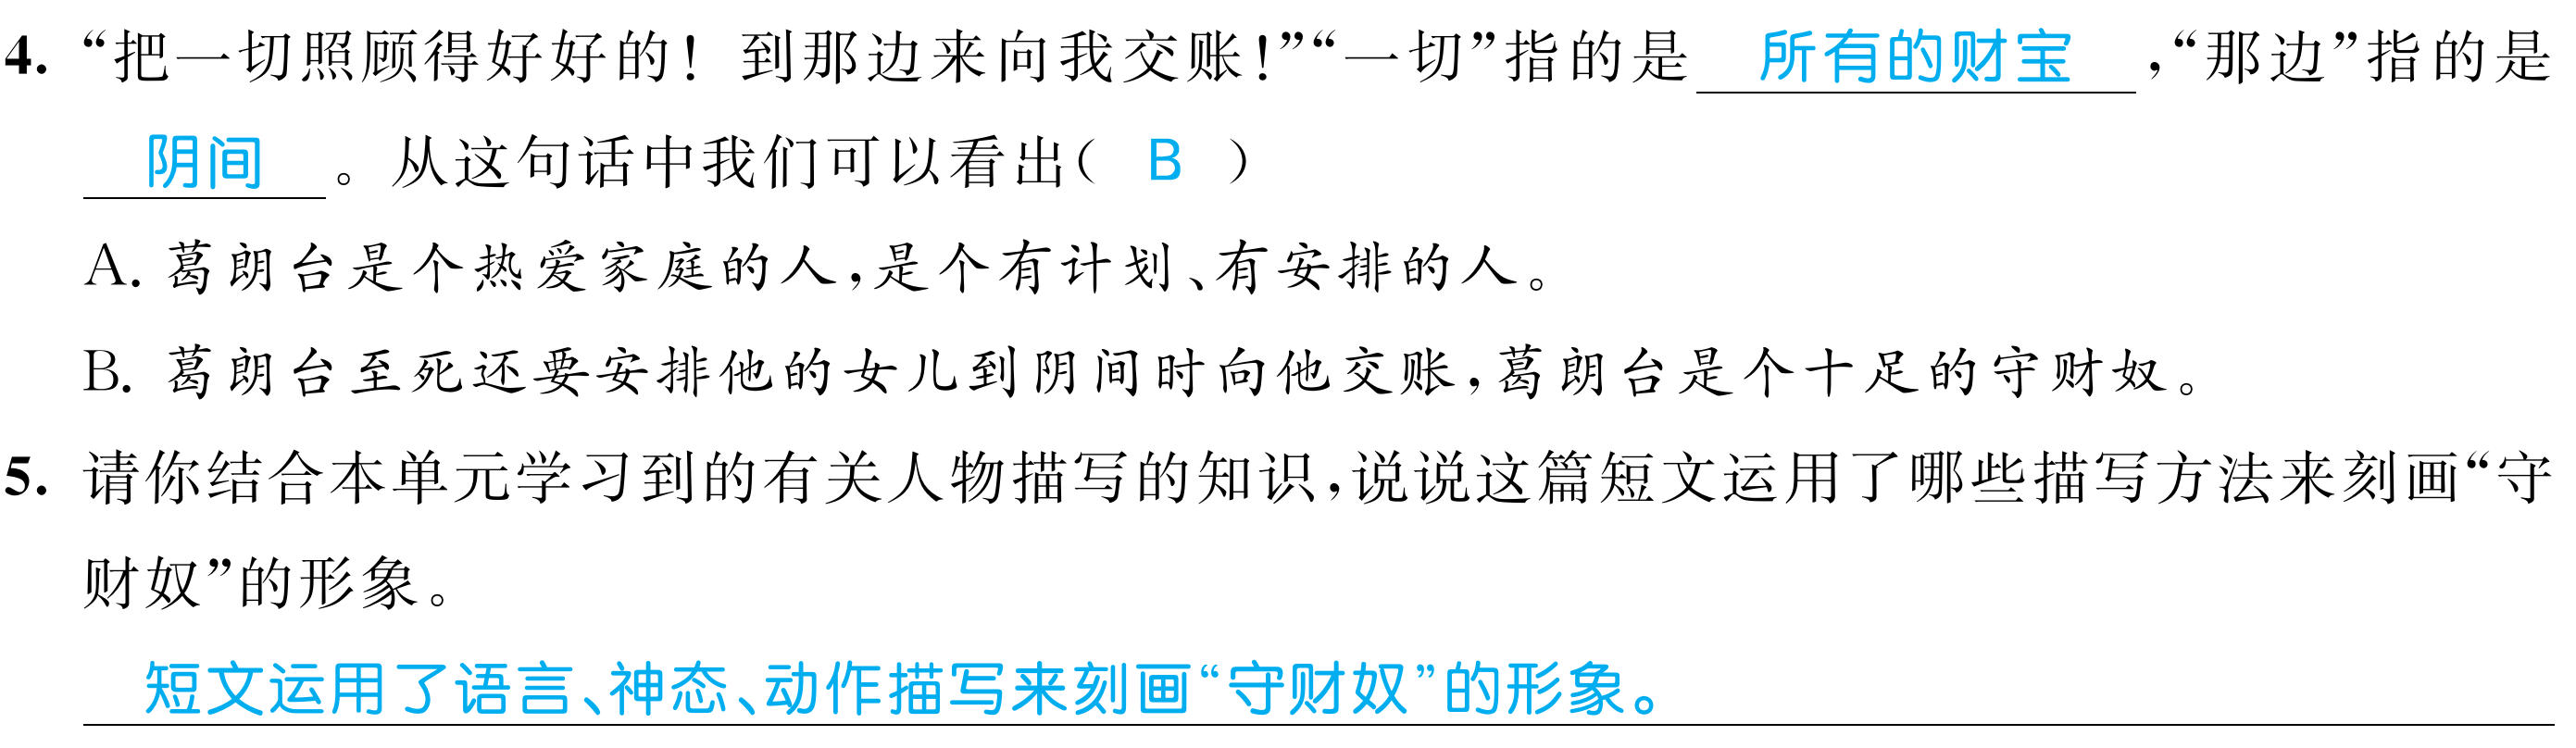 4. “把一切照顾得好好的！到那边来向我交账！”“一切”指的是 所有的财宝 ，“那边”指的是
阴间 。从这句话中我们可以看出（ B ）
A. 葛朗台是个热爱家庭的人，是个有计划、有安排的人。
B. 葛朗台至死还要安排他的女儿到阴间时向他交账，葛朗台是个十足的守财奴。
5. 请你结合本单元学习到的有关人物描写的知识，说说这篇短文运用了哪些描写方法来刻画“守
财奴”的形象。
短文运用了语言、神态、动作描写来刻画“守财奴”的形象。